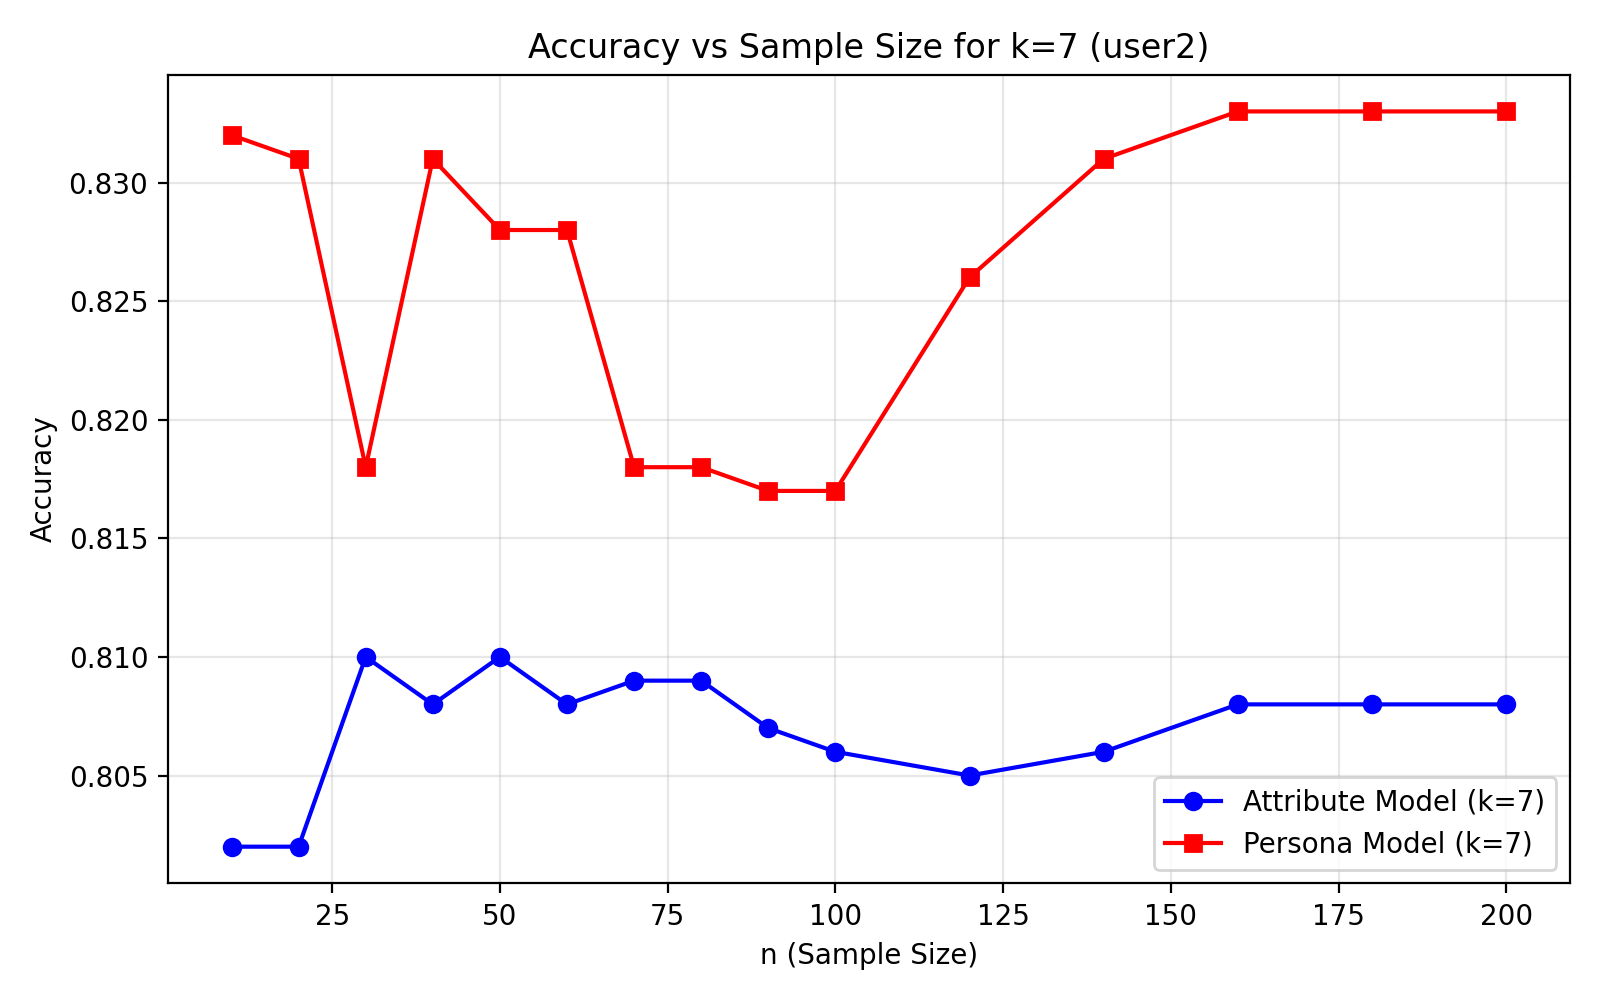 Accuracy vs Sample Size for k=7 (user2)
0.830
0.825
0.820
0.815
0.810
0.805
Accuracy
Attribute Model (k=7)
Persona Model (k=7)
25 50 75 100 125 150 175 200
n (Sample Size)